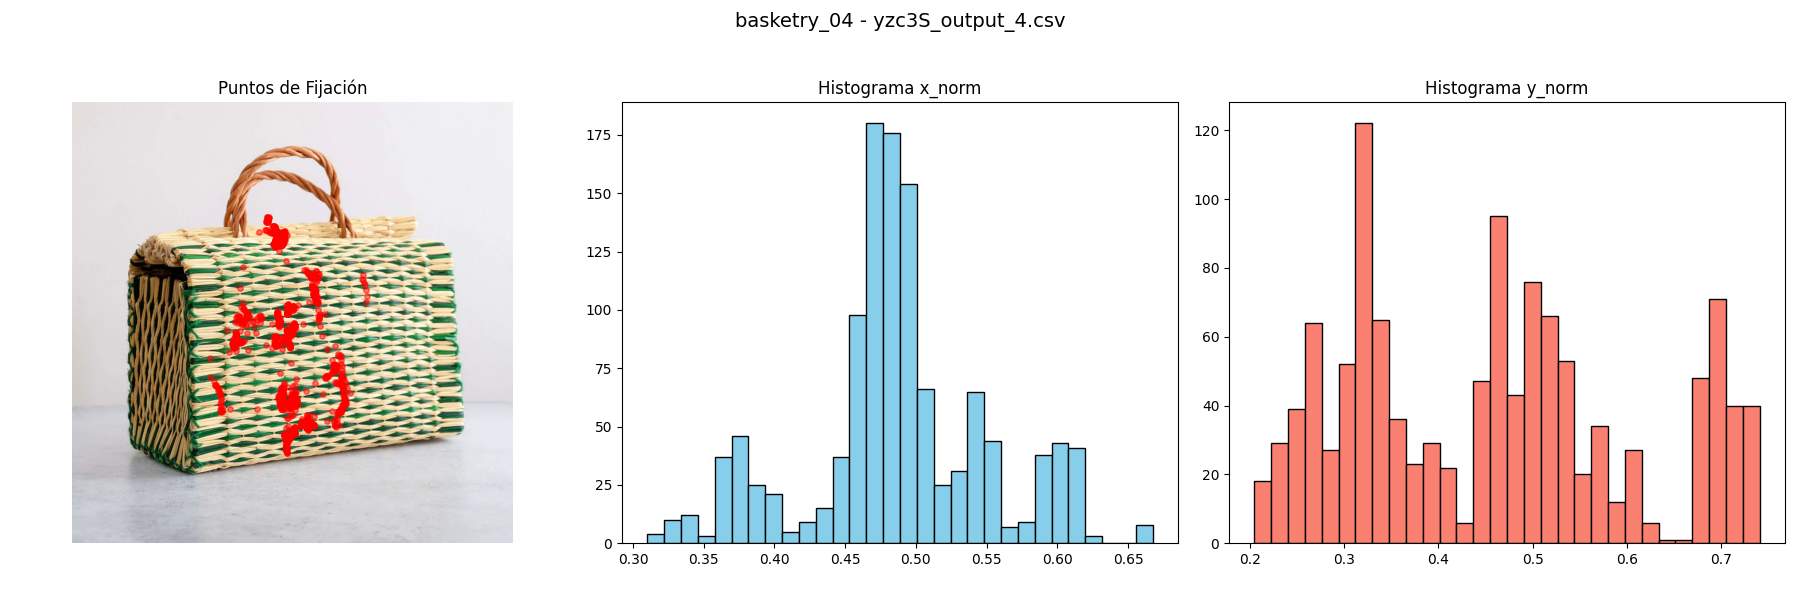 basketry_04 - yzc3S_output_4.csv
Puntos de Fijación
Histograma x_norm
175
150
125
100
75
50
25
0
0.30 0.35 0.40 0.45 0.50 0.55 0.60 0.65
Histograma y_norm
120
100
80
60
40
20
0
0.2 0.3 0.4 0.5 0.6 0.7